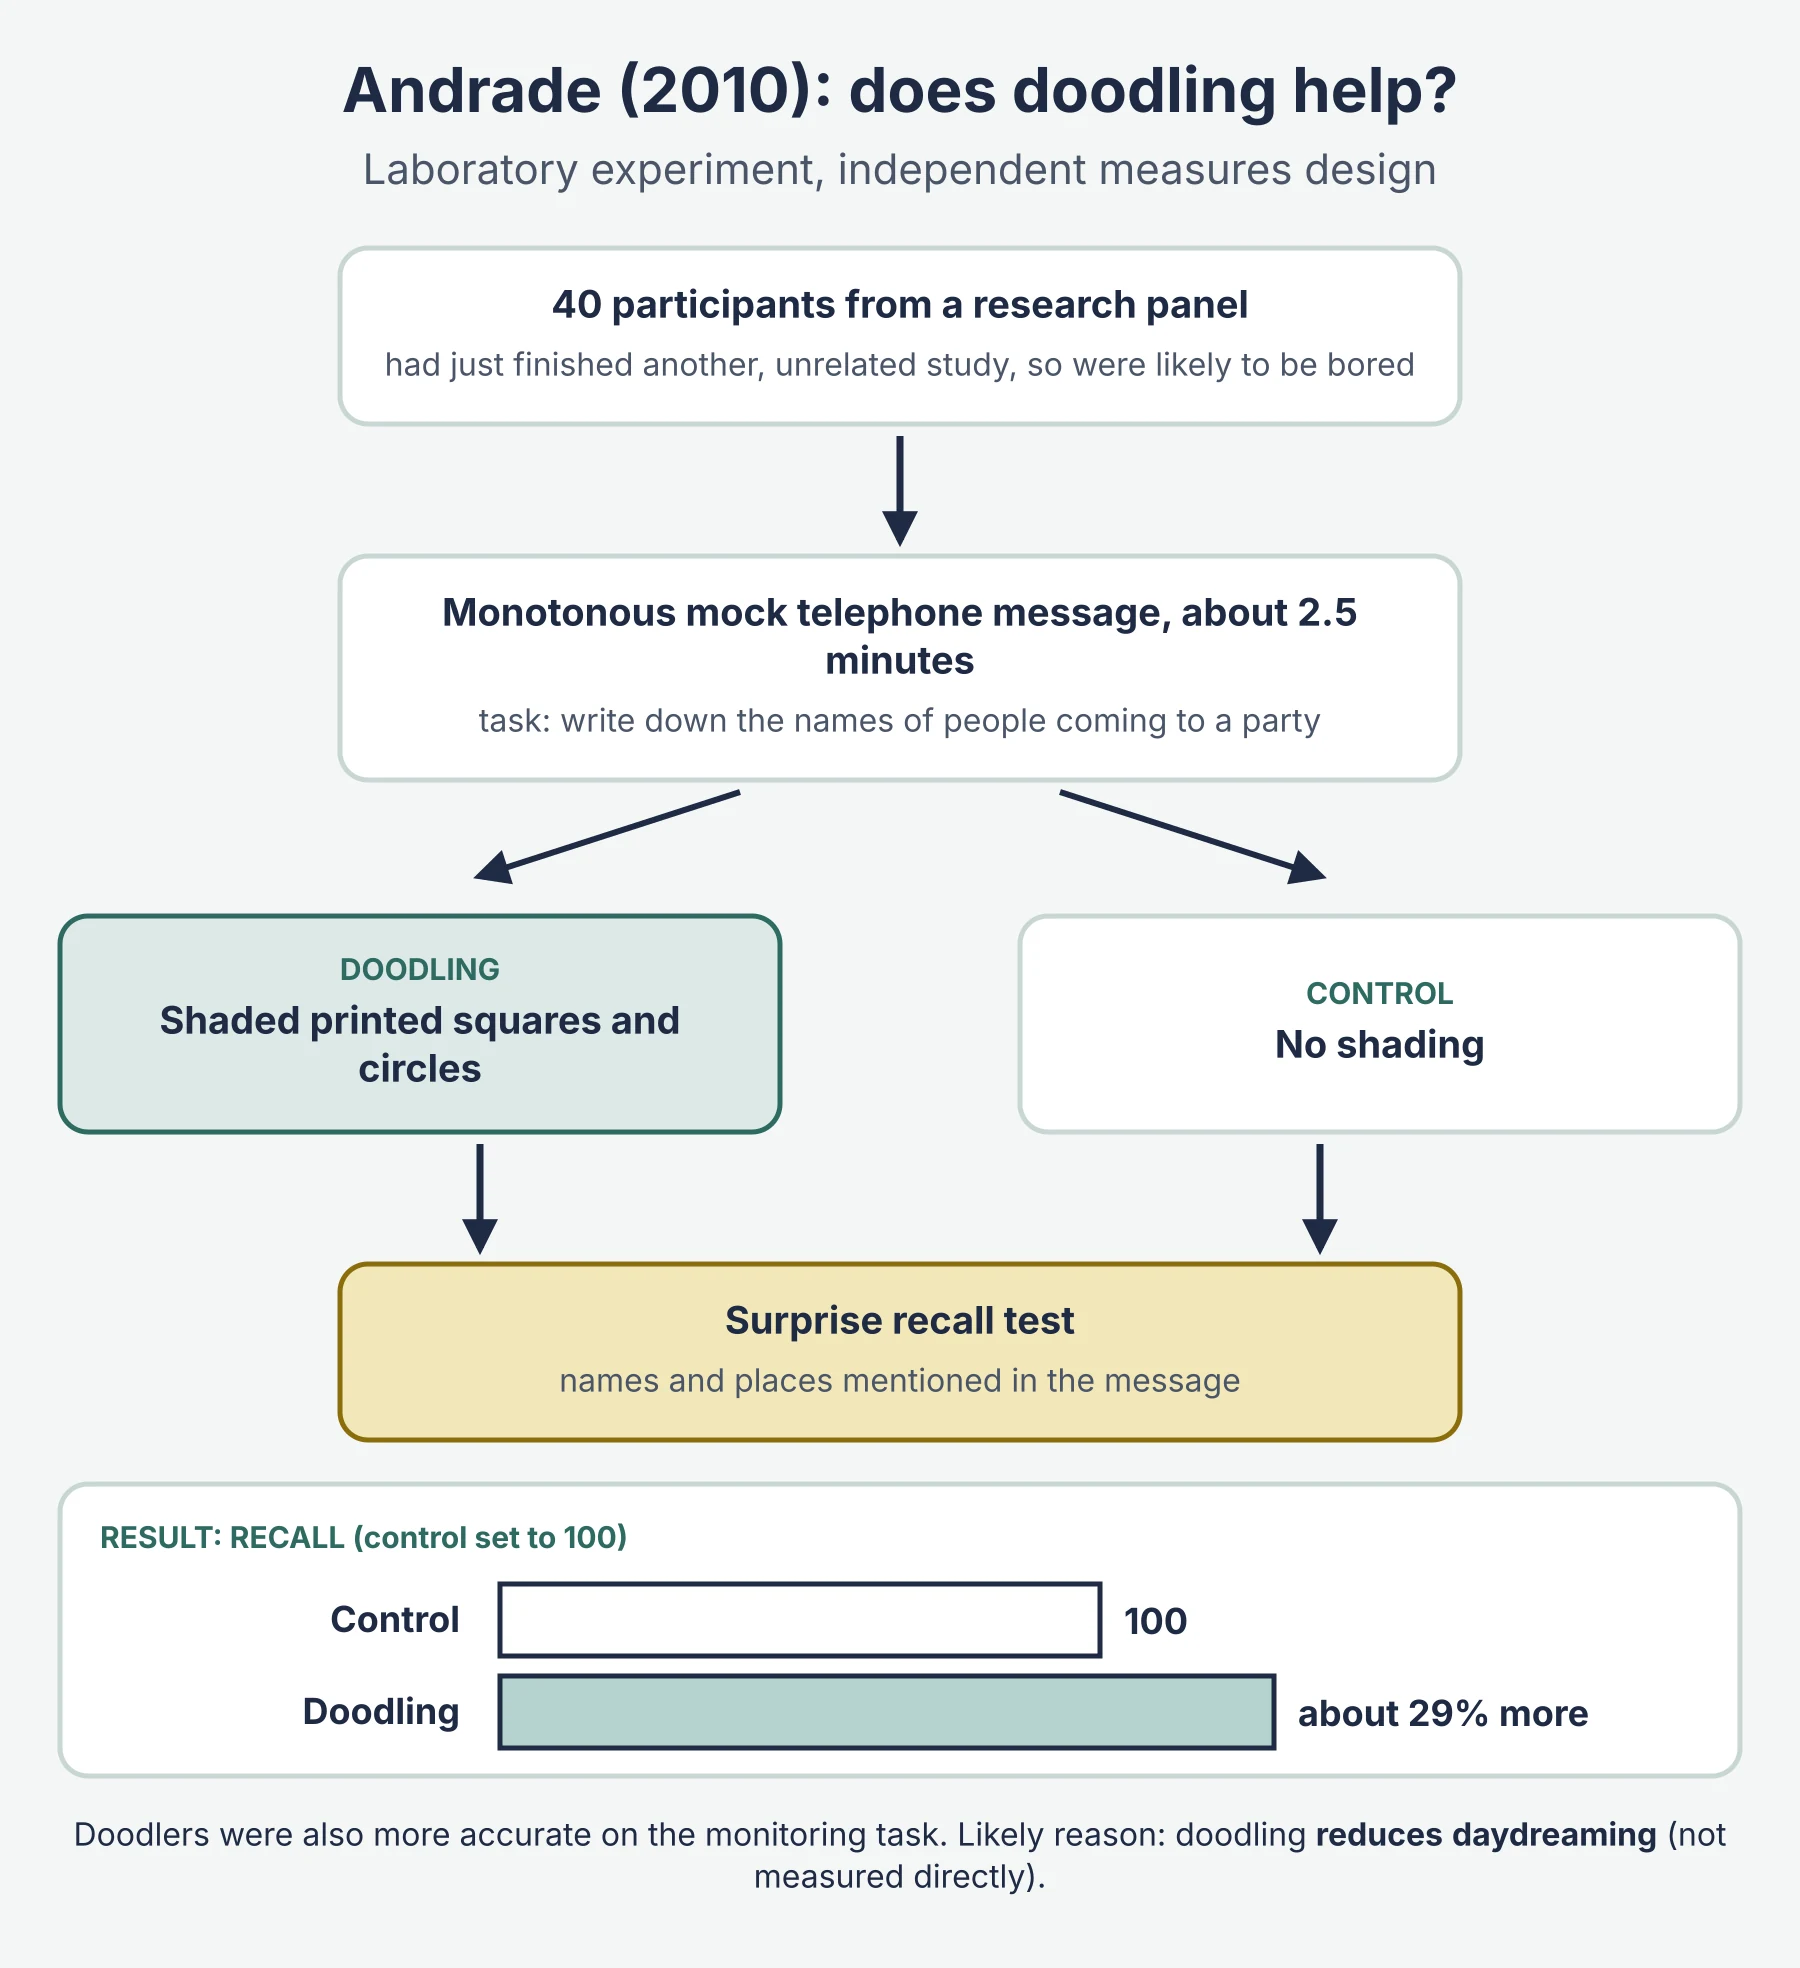 Andrade (2010): does doodling help?
Laboratory experiment, independent measures design
40 participants from a research panel
had just finished another, unrelated study, so were likely to be bored
Monotonous mock telephone message, about 2.5
minutes
task: write down the names of people coming to a party
DOODLING
Shaded printed squares and
circles
CONTROL
No shading
Surprise recall test
names and places mentioned in the message
RESULT: RECALL (control set to 100)
Control
100
Doodling
about 29% more
Doodlers were also more accurate on the monitoring task. Likely reason: doodling reduces daydreaming (not
measured directly).